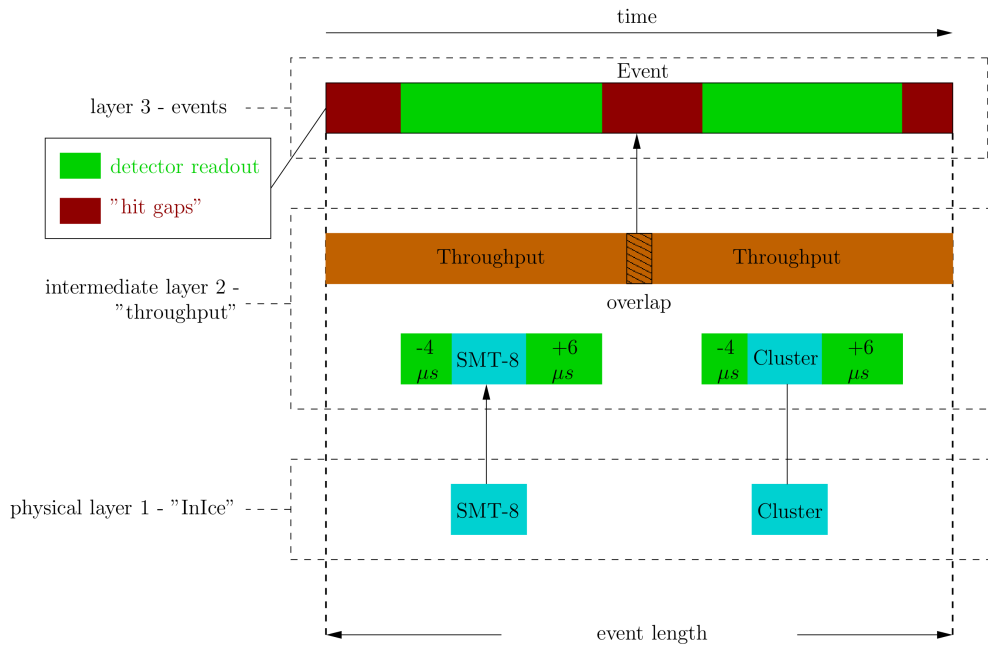 time
Event
layer 3 - events
detector readout
"hit gaps"
Throughput
Throughput
intermediate layer 2 -
"throughput"
overlap
-4
μs
SMT-8
+6
μs
-4
μs
Cluster
+6
μs
physical layer 1 - "InIce"
SMT-8
Cluster
event length